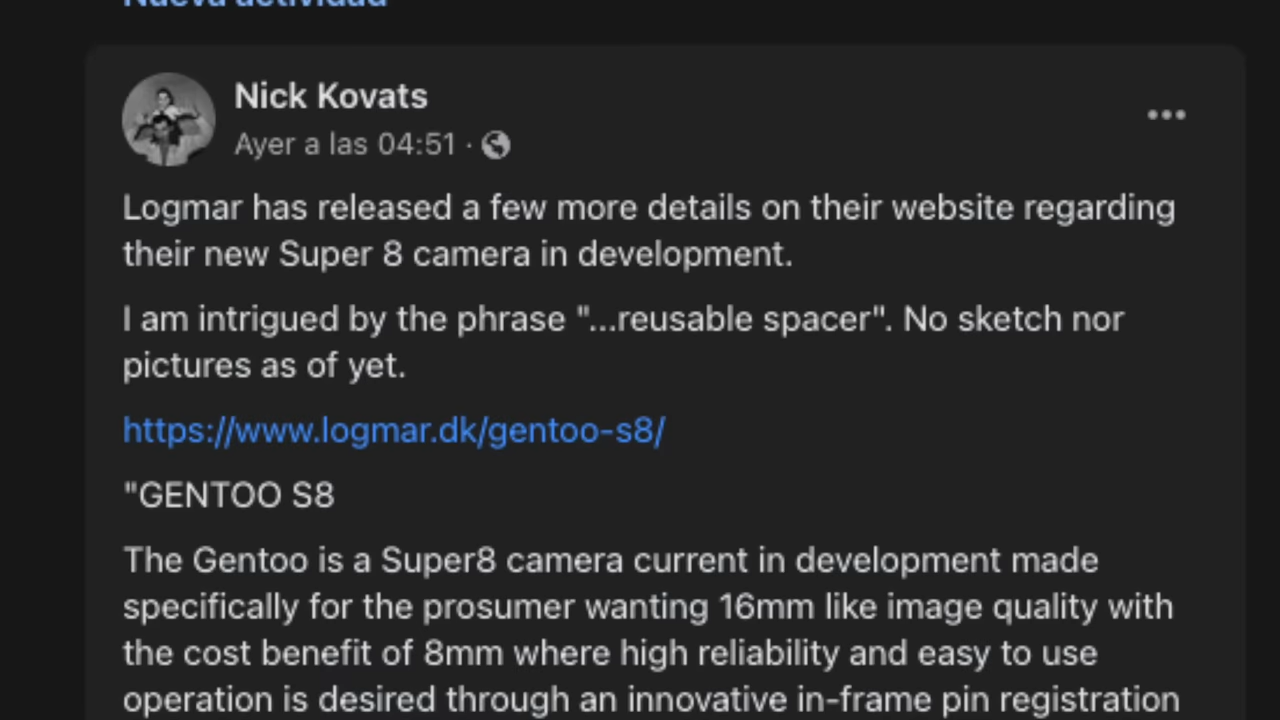 Nueva actividad
Nick Kovats
Ayer a las 04:51 ·
Logmar has released a few more details on their website regarding
their new Super 8 camera in development.
I am intrigued by the phrase "...reusable spacer". No sketch nor
pictures as of yet.
https://www.logmar.dk/gentoo-s8/
"GENTOO S8
The Gentoo is a Super8 camera current in development made
specifically for the prosumer wanting 16mm like image quality with
the cost benefit of 8mm where high reliability and easy to use
operation is desired through an innovative in-frame pin registration